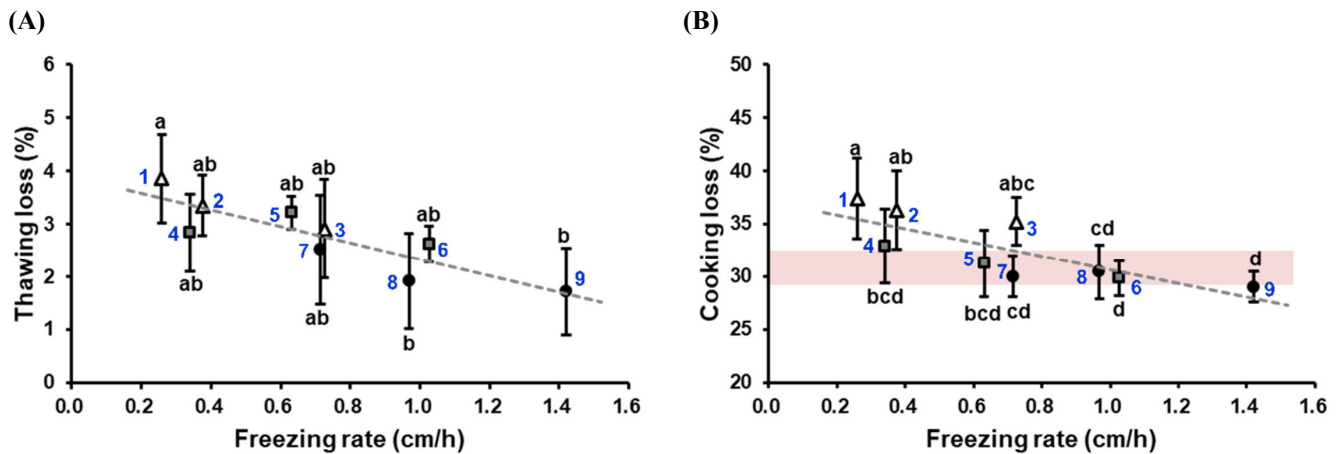 (A)
Thawing loss (%)
6
5
4
3
2
1
0
a
1
ab
2
4
ab
ab
5
ab
3
7
ab
ab
6
8
b
b
9
0.0 0.2 0.4 0.6 0.8 1.0 1.2 1.4 1.6
Freezing rate (cm/h)
(B)
Cooking loss (%)
50
45
40
35
30
25
20
a
1
ab
2
4
bcd
5
bcd
abc
3
7
cd
cd
8
6
d
d
9
0.0 0.2 0.4 0.6 0.8 1.0 1.2 1.4 1.6
Freezing rate (cm/h)